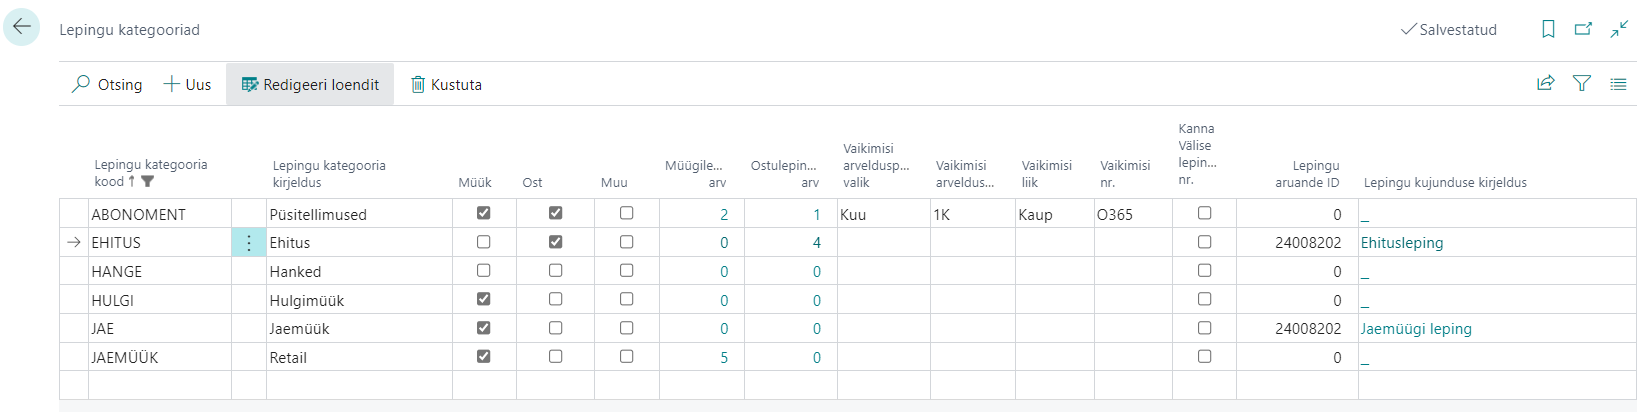 Lepingu kategooriad
Salvestatud
Otsing Uus Redigeeri loendit Kustuta
Lepingu kategooria kood ↑
Lepingu kategooria kirjeldus
Müük
Ost
Muu
Müügile... arv
Ostulepin... arv
Vaikimisi arveldusp... valik
Vaikimisi arveldus...
Vaikimisi liik
Vaikimisi nr.
Kanna Välise lepin... nr.
Lepingu aruande ID
Lepingu kujunduse kirjeldus
ABONOMENT Püsitellimused 2 1 Kuu 1K Kaup O365 0 _
EHITUS Ehitus 0 4 24008202 Ehitusleping
HANGE Hanked 0 0 0 _
HULGI Hulgimüük 0 0 0 _
JAE Jaemüük 0 0 24008202 Jaemüügi leping
JAEMÜÜK Retail 5 0 0 _